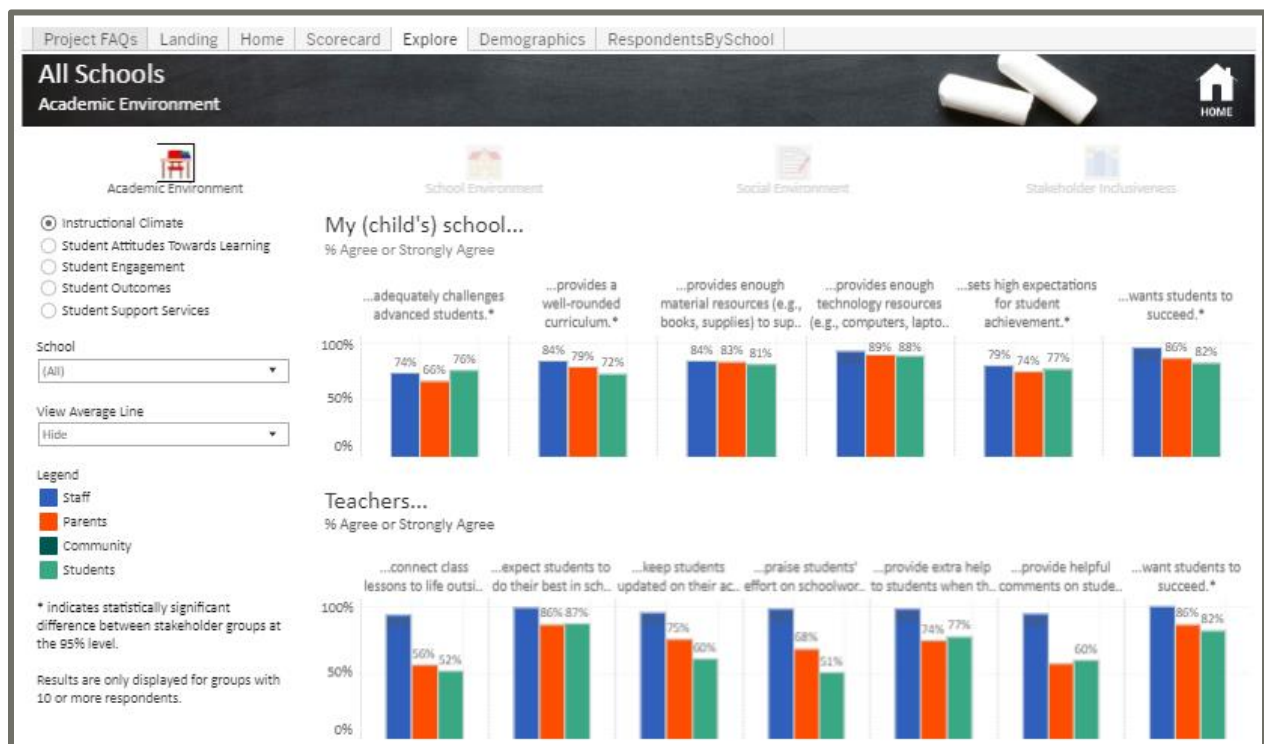 Project FAQs Landing Home Scorecard Explore Demographics RespondentsBySchool
All Schools
Academic Environment
HOME
Academic Environment School Environment Social Environment Stakeholder Inclusiveness
Instructional Climate
Student Attitudes Towards Learning
Student Engagement
Student Outcomes
Student Support Services
School
(All)
View Average Line
Hide
Legend
Staff
Parents
Community
Students
* indicates statistically significant
difference between stakeholder groups at
the 95% level.
Results are only displayed for groups with
10 or more respondents.
My (child's) school...
% Agree or Strongly Agree
...adequately challenges
advanced students.*
...provides a
well-rounded
curriculum.*
...provides enough
material resources (e.g.,
books, supplies) to sup..
...provides enough
technology resources
(e.g., computers, lapto..
...sets high expectations
for student
achievement.*
...wants students to
succeed.*
100%
50%
0%
74% 66% 76%
84% 79% 72%
84% 83% 81%
89% 88%
79% 74% 77%
86% 82%
Teachers...
% Agree or Strongly Agree
...connect class
lessons to life outsi..
...expect students to
do their best in sch..
...keep students
updated on their ac..
...praise students'
effort on schoolwor..
...provide extra help
to students when th..
...provide helpful
comments on stude..
...want students to
succeed.*
100%
50%
0%
56% 52%
86% 87%
75% 60%
68% 51%
74% 77%
60%
86% 82%